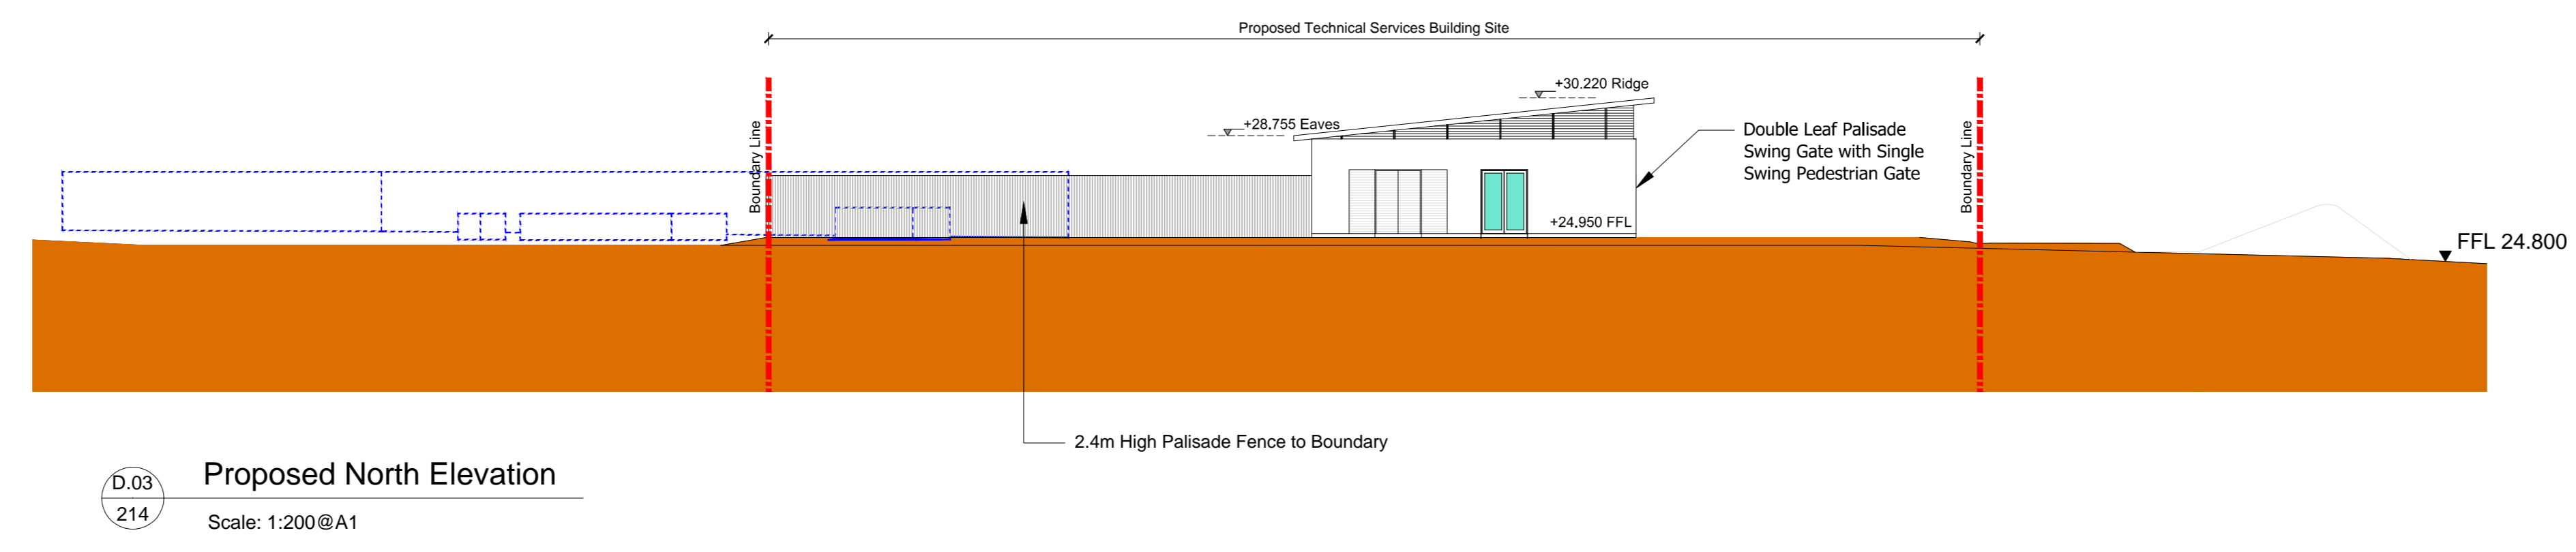 Proposed Technical Services Building Site
+30.220 Ridge
+28.755 Eaves
Boundary Line
Double Leaf Palisade
Swing Gate with Single
Swing Pedestrian Gate
Boundary Line
+24.950 FFL
FFL 24.800
2.4m High Palisade Fence to Boundary
D.03
214
Proposed North Elevation
Scale: 1:200@A1